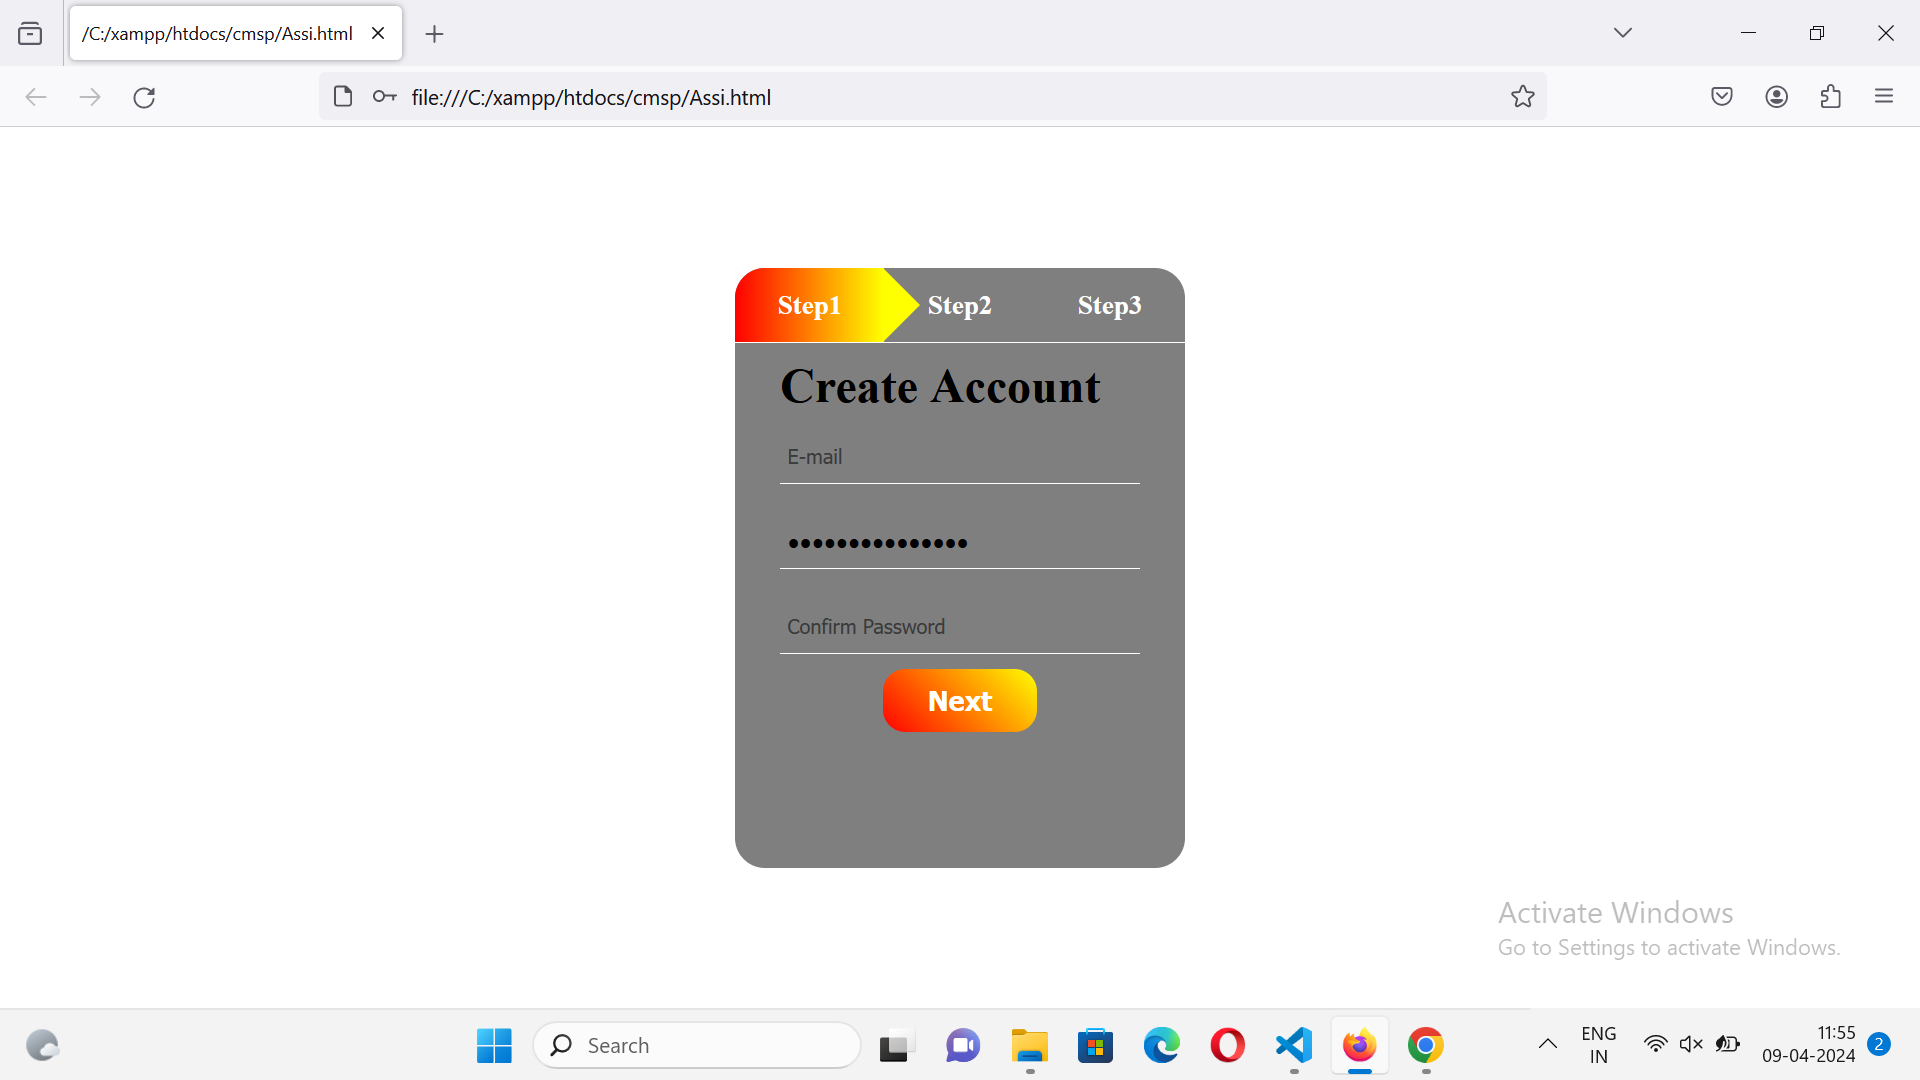 /C:/xampp/htdocs/cmsp/Assi.html
file:///C:/xampp/htdocs/cmsp/Assi.html
Step1 Step2 Step3
Create Account
E-mail
•••••••••••••••
Confirm Password
Next
Activate Windows
Go to Settings to activate Windows.
Search
ENG
IN
11:55
09-04-2024
2